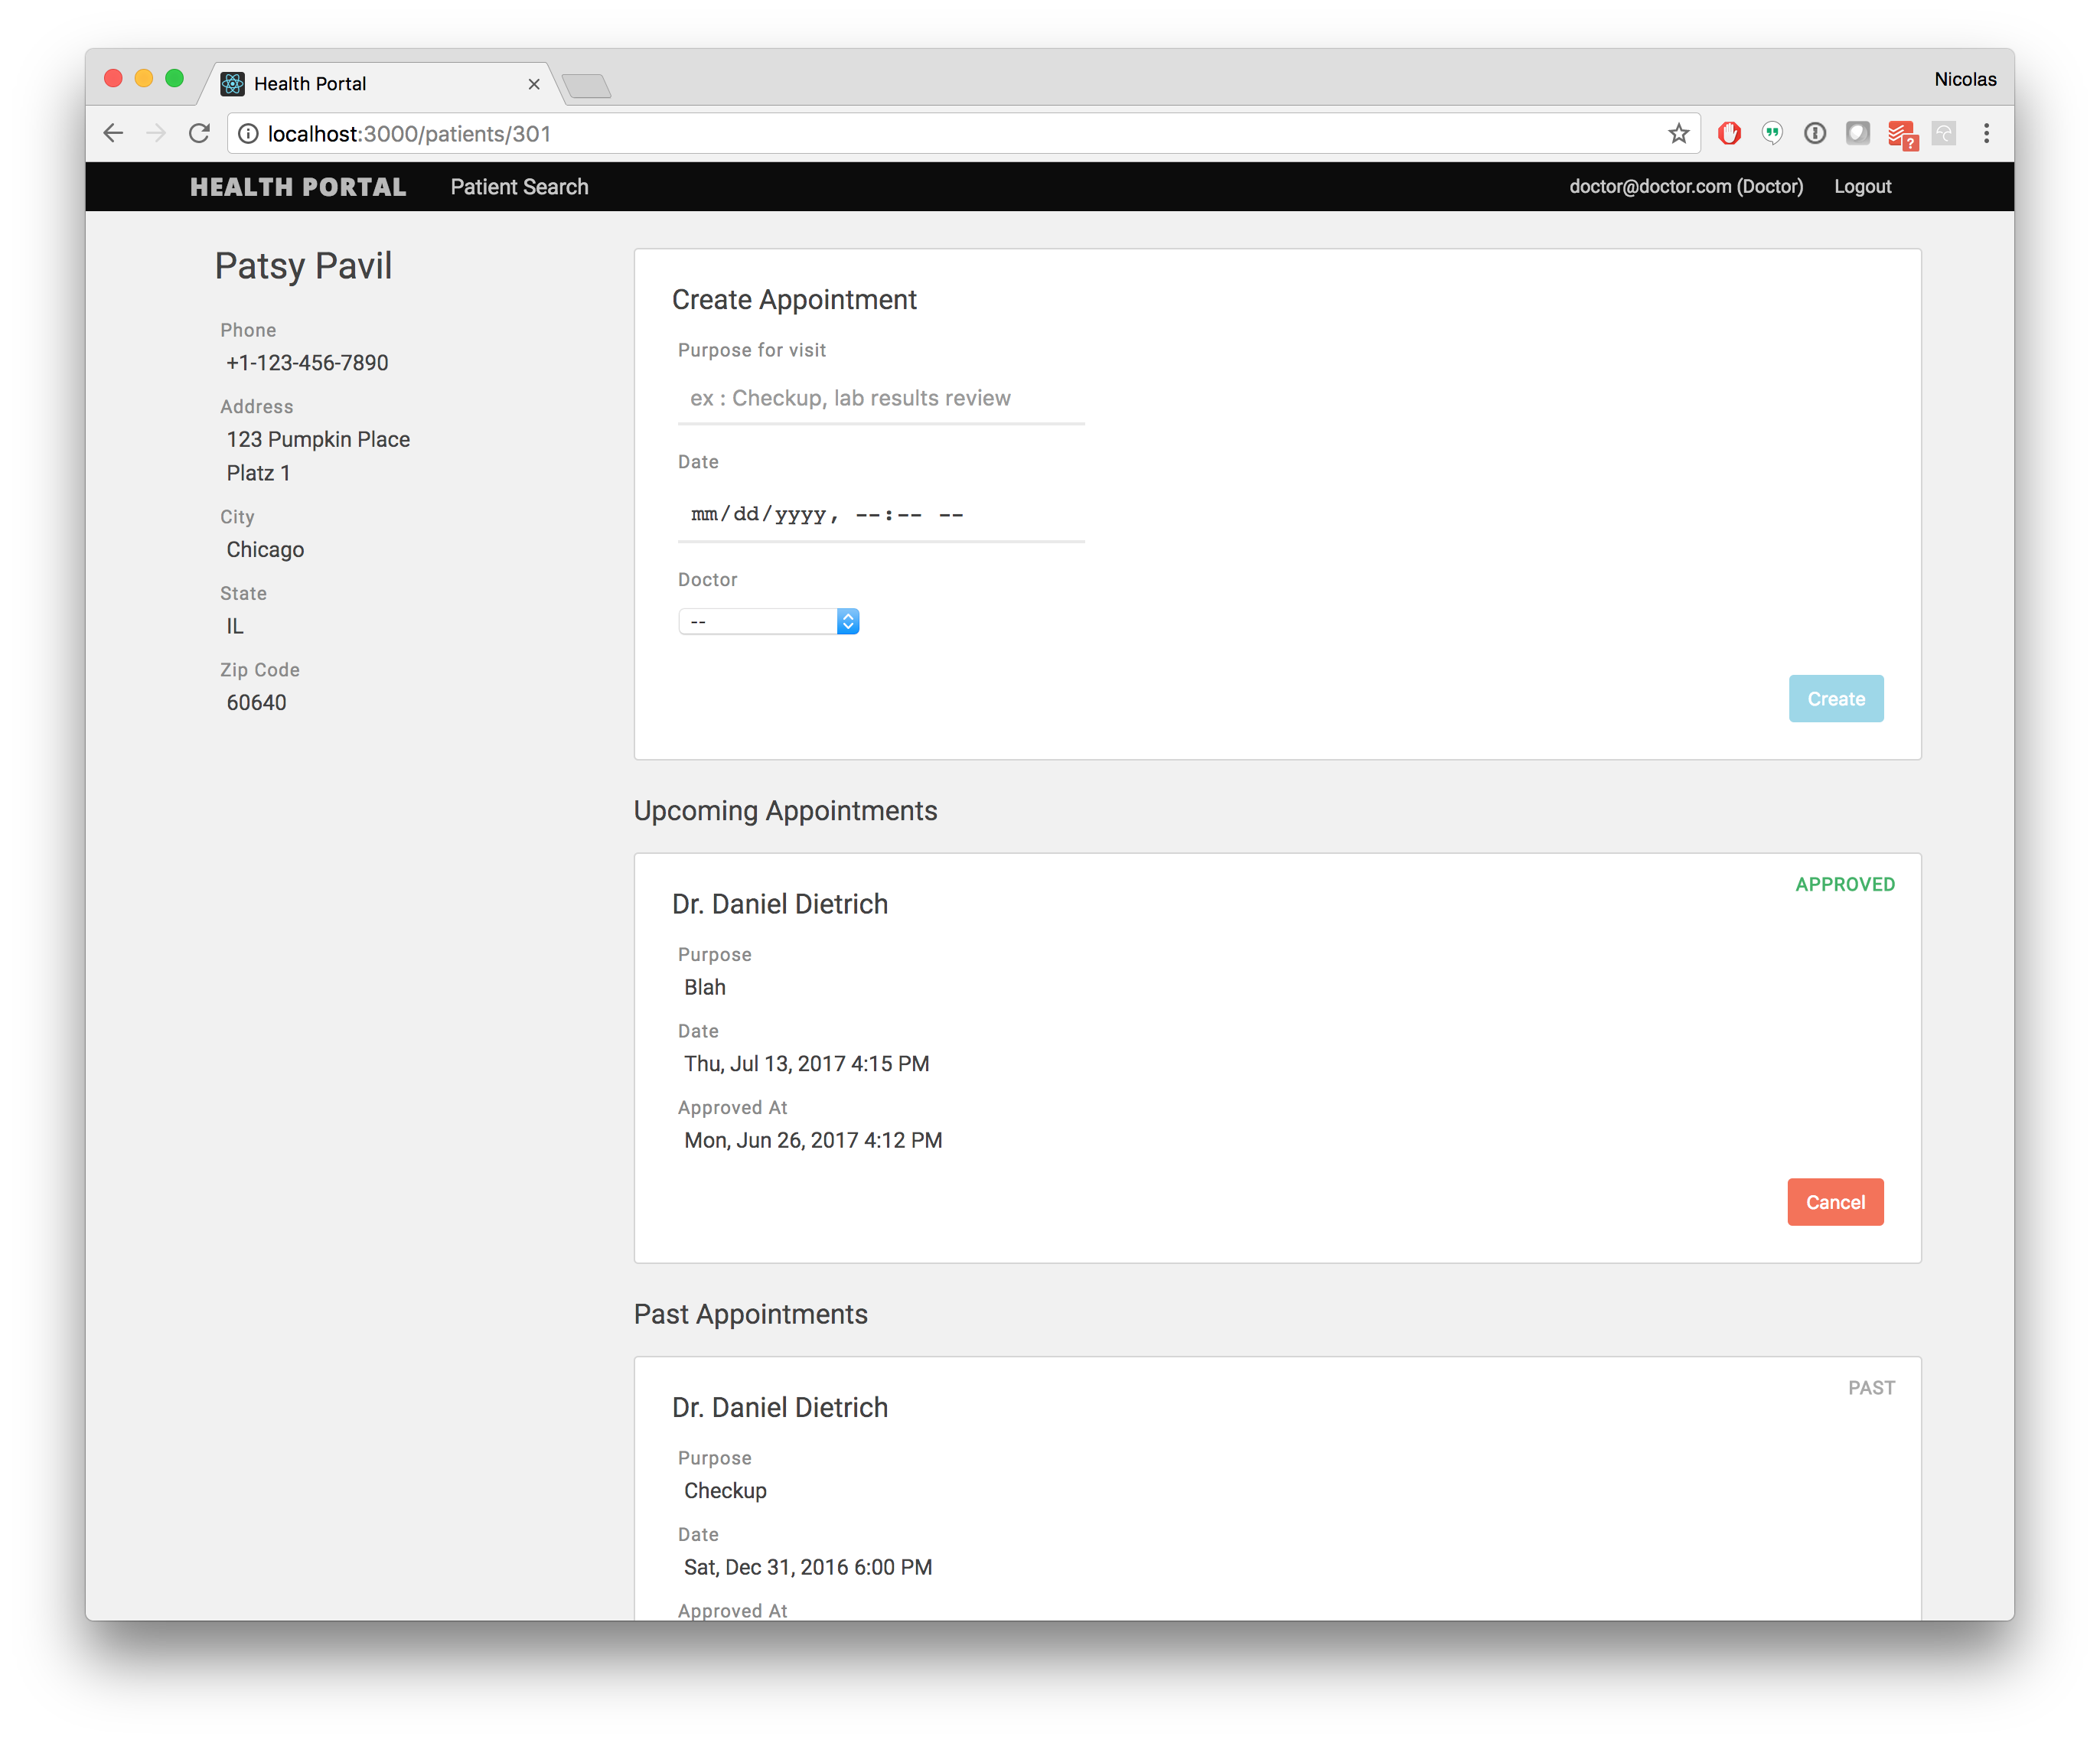 Health Portal
Nicolas
localhost:3000/patients/301
HEALTH PORTAL
Patient Search
doctor@doctor.com (Doctor)
Logout
Patsy Pavil
Phone
+1-123-456-7890
Address
123 Pumpkin Place
Platz 1
City
Chicago
State
IL
Zip Code
60640
Create Appointment
Purpose for visit
ex : Checkup, lab results review
Date
mm/dd/yyyy, --:-- --
Doctor
--
Create
Upcoming Appointments
APPROVED
Dr. Daniel Dietrich
Purpose
Blah
Date
Thu, Jul 13, 2017 4:15 PM
Approved At
Mon, Jun 26, 2017 4:12 PM
Cancel
Past Appointments
PAST
Dr. Daniel Dietrich
Purpose
Checkup
Date
Sat, Dec 31, 2016 6:00 PM
Approved At